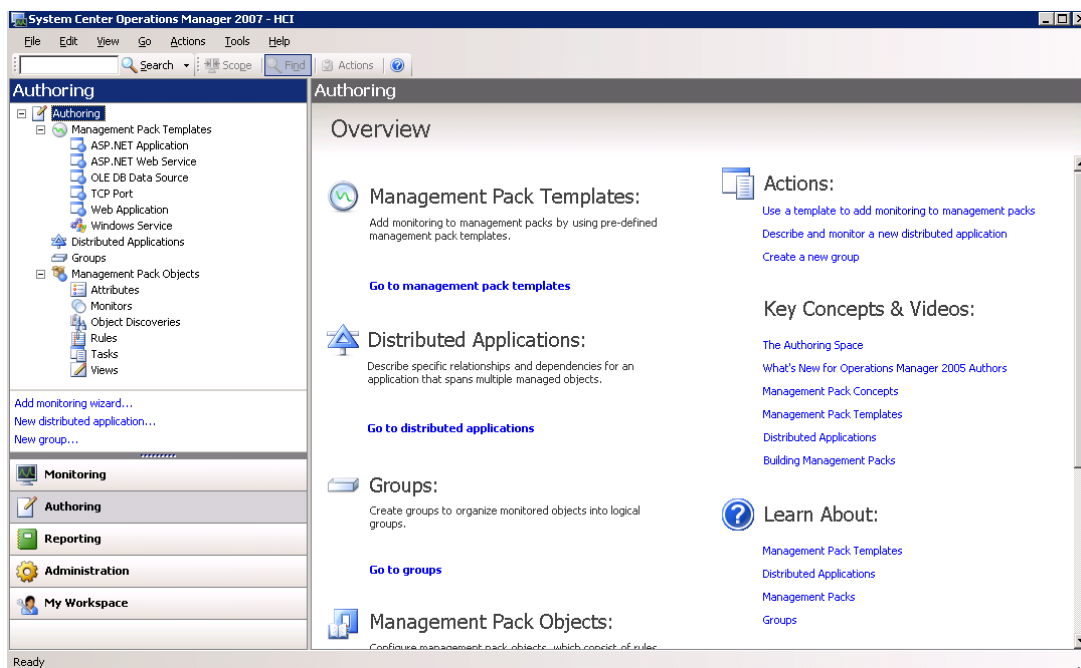 System Center Operations Manager 2007 - HCI
File Edit View Go Actions Tools Help
Search Scope Find Actions
Authoring
Authoring
Management Pack Templates
ASP.NET Application
ASP.NET Web Service
OLE DB Data Source
TCP Port
Web Application
Windows Service
Distributed Applications
Groups
Management Pack Objects
Attributes
Monitors
Object Discoveries
Rules
Tasks
Views
Add monitoring wizard...
New distributed application...
New group...
Monitoring
Authoring
Reporting
Administration
My Workspace
Authoring
Overview
Management Pack Templates:
Add monitoring to management packs by using pre-defined
management pack templates.
Go to management pack templates
Distributed Applications:
Describe specific relationships and dependencies for an
application that spans multiple managed objects.
Go to distributed applications
Groups:
Create groups to organize monitored objects into logical
groups.
Go to groups
Management Pack Objects:
Configure management pack objects, which consist of rules
Actions:
Use a template to add monitoring to management packs
Describe and monitor a new distributed application
Create a new group
Key Concepts & Videos:
The Authoring Space
What's New for Operations Manager 2005 Authors
Management Pack Concepts
Management Pack Templates
Distributed Applications
Building Management Packs
Learn About:
Management Pack Templates
Distributed Applications
Management Packs
Groups
Ready